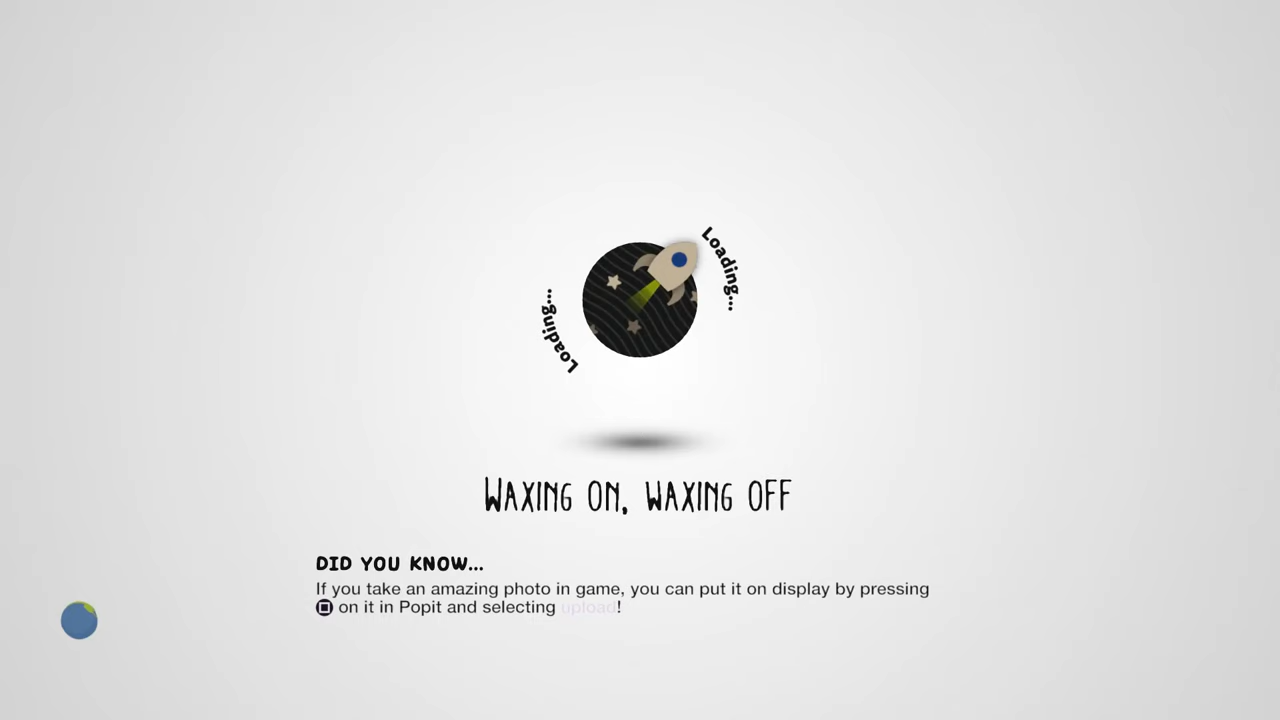 Loading...
Loading...
WAXING ON, WAXING OFF
DID YOU KNOW...
If you take an amazing photo in game, you can put it on display by pressing
on it in Popit and selecting upload!